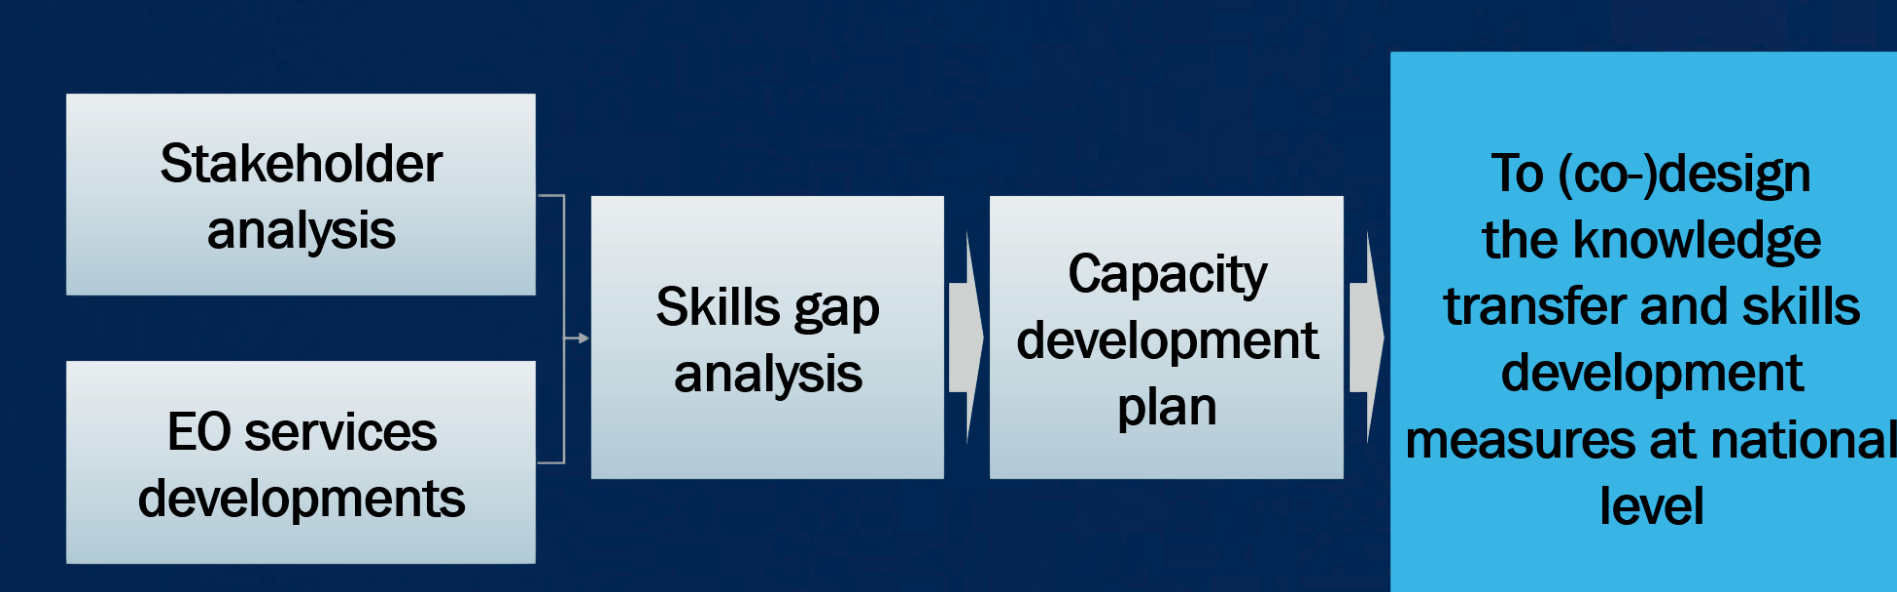 Stakeholder
analysis
EO services
developments
Skills gap
analysis
Capacity
development
plan
To (co-)design
the knowledge
transfer and skills
development
measures at national
level